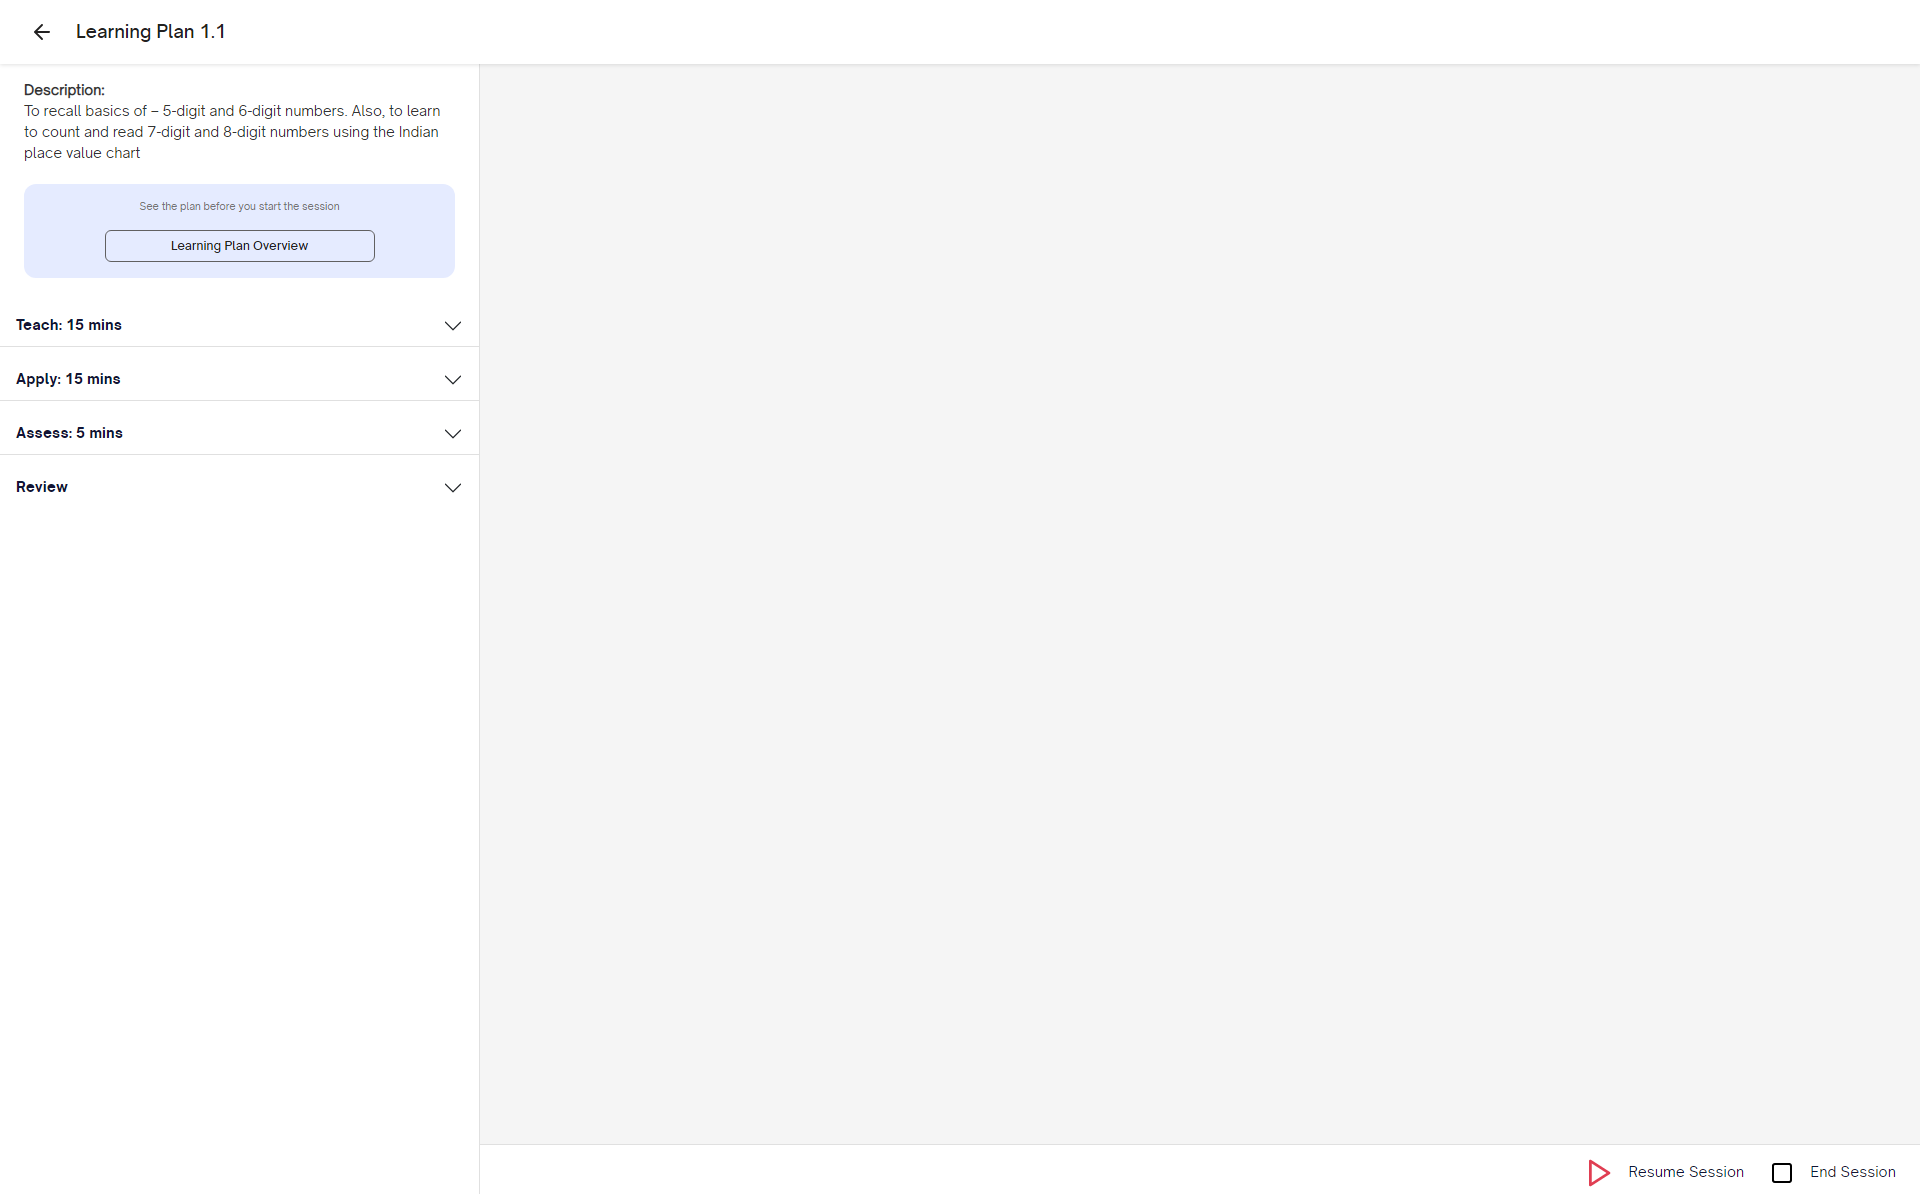 Learning Plan 1.1
Description:
To recall basics of – 5-digit and 6-digit numbers. Also, to learn
to count and read 7-digit and 8-digit numbers using the Indian
place value chart
See the plan before you start the session
Learning Plan Overview
Teach: 15 mins
Apply: 15 mins
Assess: 5 mins
Review
Resume Session
End Session